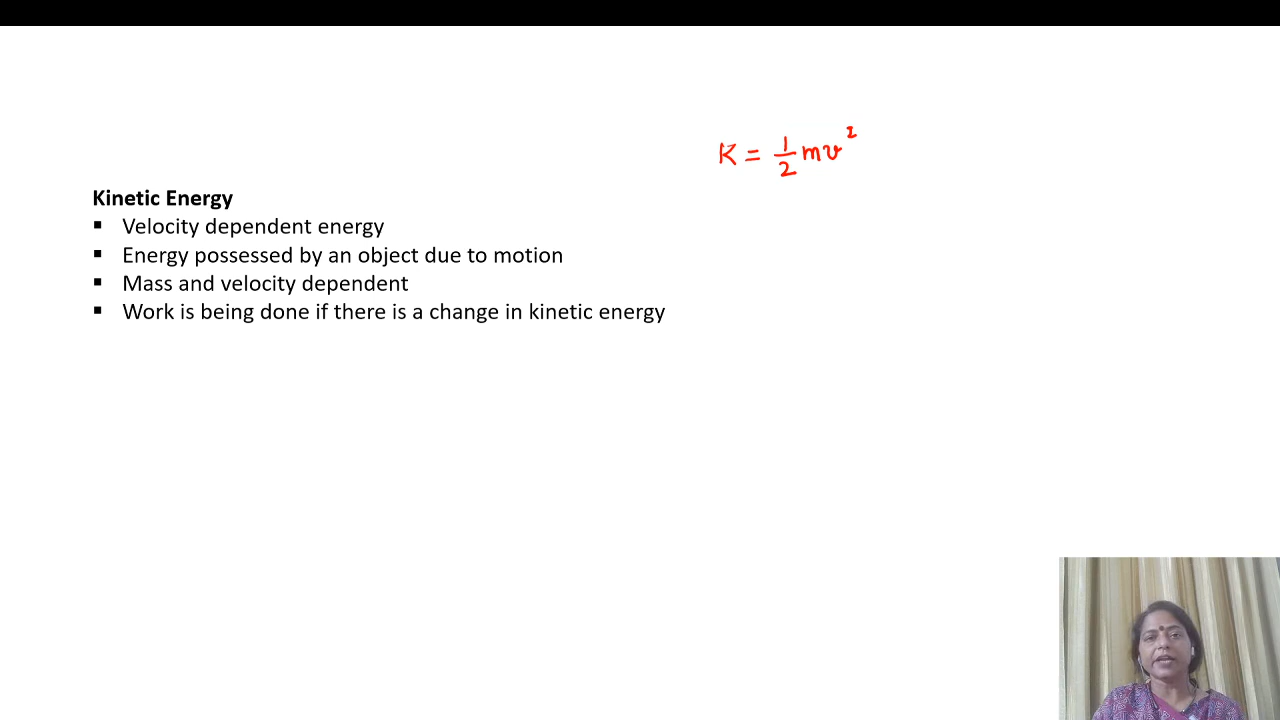 K = 1/2 mv²
Kinetic Energy
▪ Velocity dependent energy
▪ Energy possessed by an object due to motion
▪ Mass and velocity dependent
▪ Work is being done if there is a change in kinetic energy